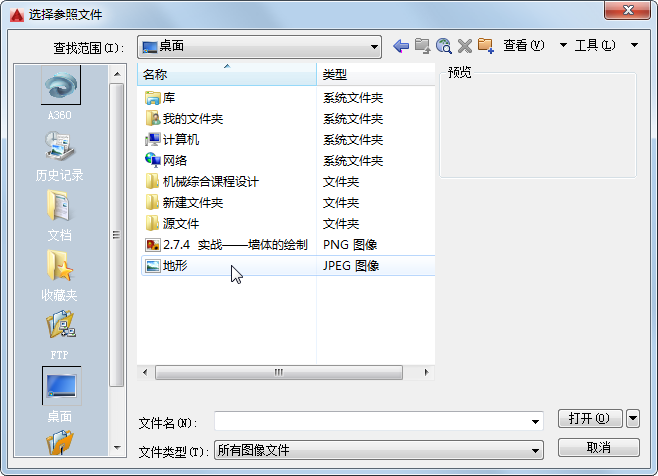 选择参照文件
查找范围(I):
桌面
查看(V)
工具(L)
A360
历史记录
文档
收藏夹
FTP
桌面
名称 类型
库 系统文件夹
我的文件夹 系统文件夹
计算机 系统文件夹
网络 系统文件夹
机械综合课程设计 文件夹
新建文件夹 文件夹
源文件 文件夹
2.7.4 实战——墙体的绘制 PNG 图像
地形 JPEG 图像
预览
文件名(N):
打开(O)
文件类型(T): 所有图像文件
取消